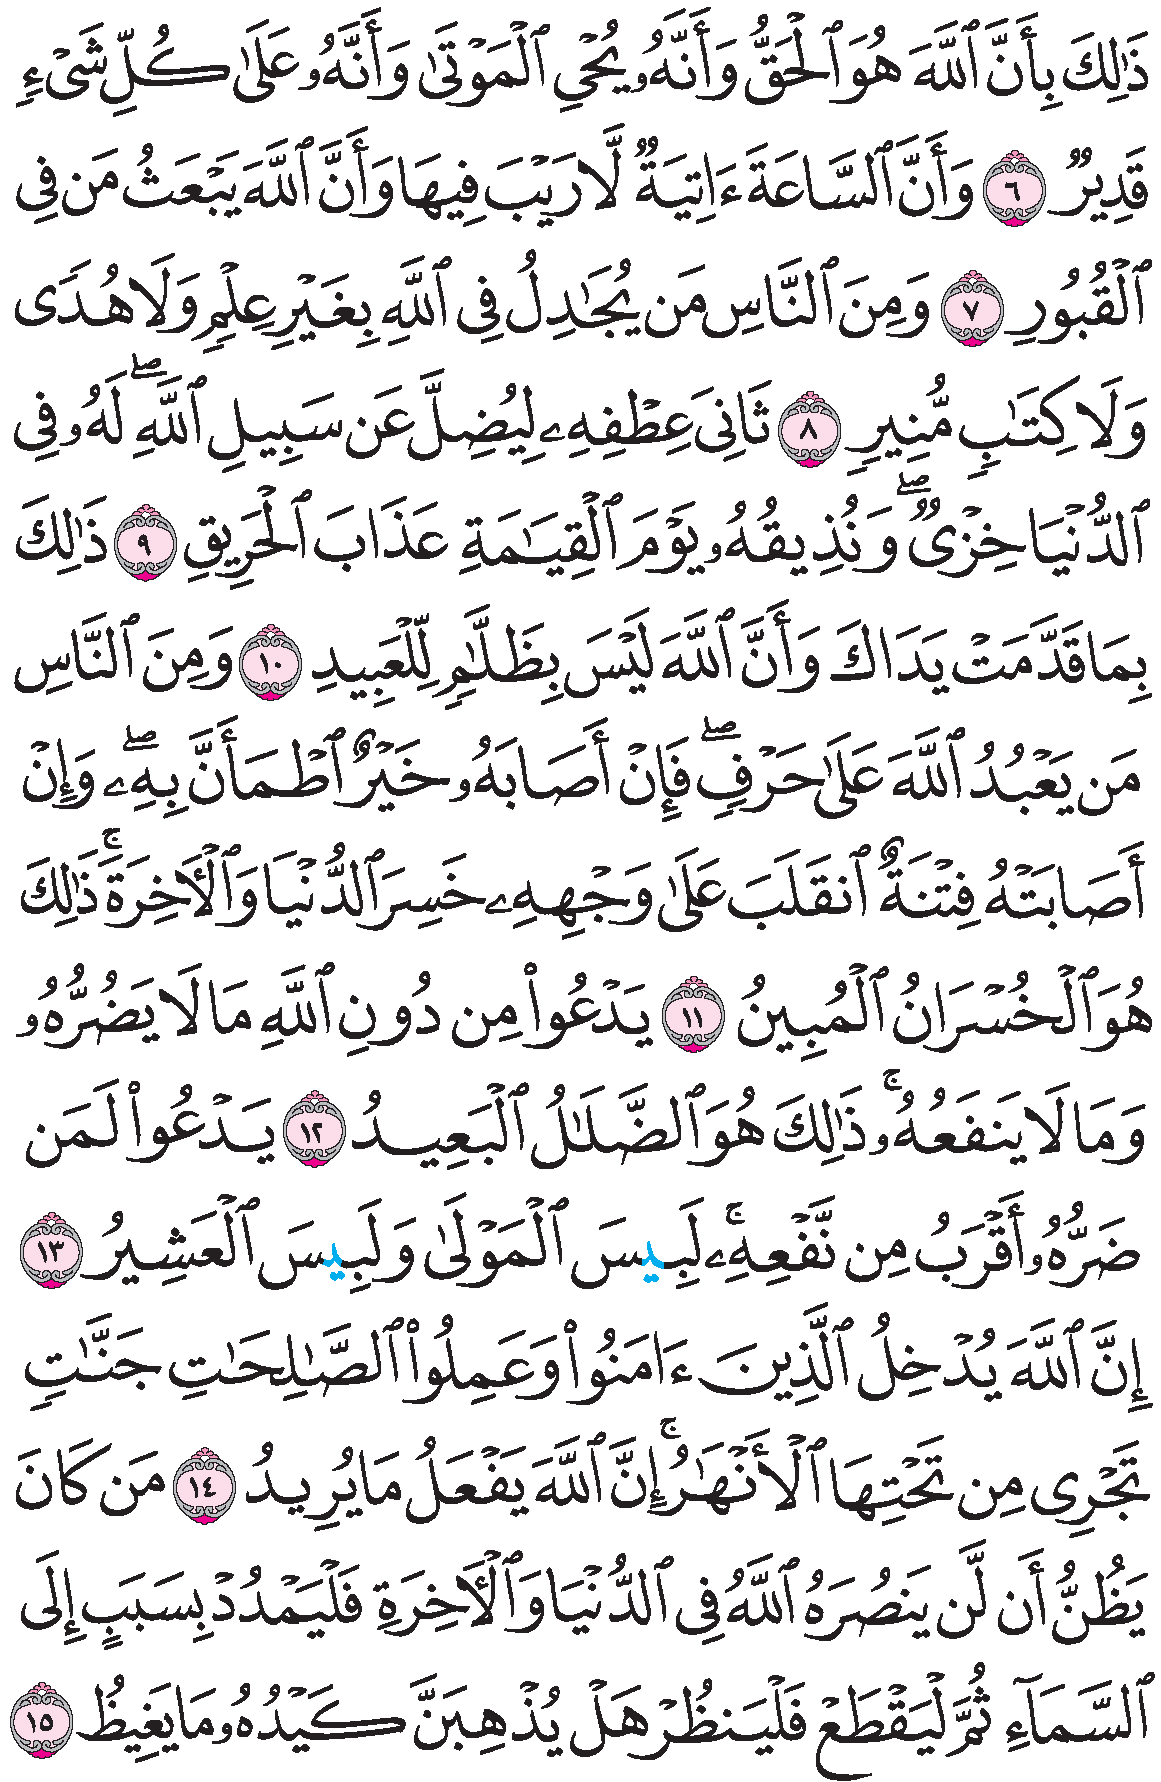 ذَٰلِكَ بِأَنَّ ٱللَّهَ هُوَ ٱلْحَقُّ وَأَنَّهُۥ يُحْيِ ٱلْمَوْتَىٰ وَأَنَّهُۥ عَلَىٰ كُلِّ شَىْءٖ
قَدِيرٞ ٦ وَأَنَّ ٱلسَّاعَةَ ءَاتِيَةٞ لَّا رَيْبَ فِيهَا وَأَنَّ ٱللَّهَ يَبْعَثُ مَن فِى
ٱلْقُبُورِ ٧ وَمِنَ ٱلنَّاسِ مَن يُجَٰدِلُ فِى ٱللَّهِ بِغَيْرِ عِلْمٖ وَلَا هُدٗى
وَلَا كِتَٰبٖ مُّنِيرٖ ٨ ثَانِىَ عِطْفِهِۦ لِيُضِلَّ عَن سَبِيلِ ٱللَّهِۖ لَهُۥ فِى
ٱلدُّنْيَا خِزْىٞۖ وَنُذِيقُهُۥ يَوْمَ ٱلْقِيَٰمَةِ عَذَابَ ٱلْحَرِيقِ ٩ ذَٰلِكَ
بِمَا قَدَّمَتْ يَدَاكَ وَأَنَّ ٱللَّهَ لَيْسَ بِظَلَّٰمٖ لِّلْعَبِيدِ ١٠ وَمِنَ ٱلنَّاسِ
مَن يَعْبُدُ ٱللَّهَ عَلَىٰ حَرْفٖۖ فَإِنْ أَصَابَهُۥ خَيْرٌ ٱطْمَأَنَّ بِهِۦۖ وَإِنْ
أَصَابَتْهُ فِتْنَةٌ ٱنقَلَبَ عَلَىٰ وَجْهِهِۦ خَسِرَ ٱلدُّنْيَا وَٱلْأَخِرَةَۚ ذَٰلِكَ
هُوَ ٱلْخُسْرَانُ ٱلْمُبِينُ ١١ يَدْعُوا۟ مِن دُونِ ٱللَّهِ مَا لَا يَضُرُّهُۥ
وَمَا لَا يَنفَعُهُۥۚ ذَٰلِكَ هُوَ ٱلضَّلَٰلُ ٱلْبَعِيدُ ١٢ يَدْعُوا۟ لَمَن
ضَرُّهُۥ أَقْرَبُ مِن نَّفْعِهِۦۚ لَبِيسَ ٱلْمَوْلَىٰ وَلَبِيسَ ٱلْعَشِيرُ ١٣
إِنَّ ٱللَّهَ يُدْخِلُ ٱلَّذِينَ ءَامَنُوا۟ وَعَمِلُوا۟ ٱلصَّٰلِحَٰتِ جَنَّٰتٖ
تَجْرِى مِن تَحْتِهَا ٱلْأَنْهَٰرُۚ إِنَّ ٱللَّهَ يَفْعَلُ مَا يُرِيدُ ١٤ مَن كَانَ
يَظُنُّ أَن لَّن يَنصُرَهُ ٱللَّهُ فِى ٱلدُّنْيَا وَٱلْأَخِرَةِ فَلْيَمْدُدْ بِسَبَبٍ إِلَى
ٱلسَّمَآءِ ثُمَّ لْيَقْطَعْ فَلْيَنظُرْ هَلْ يُذْهِبَنَّ كَيْدُهُۥ مَا يَغِيظُ ١٥